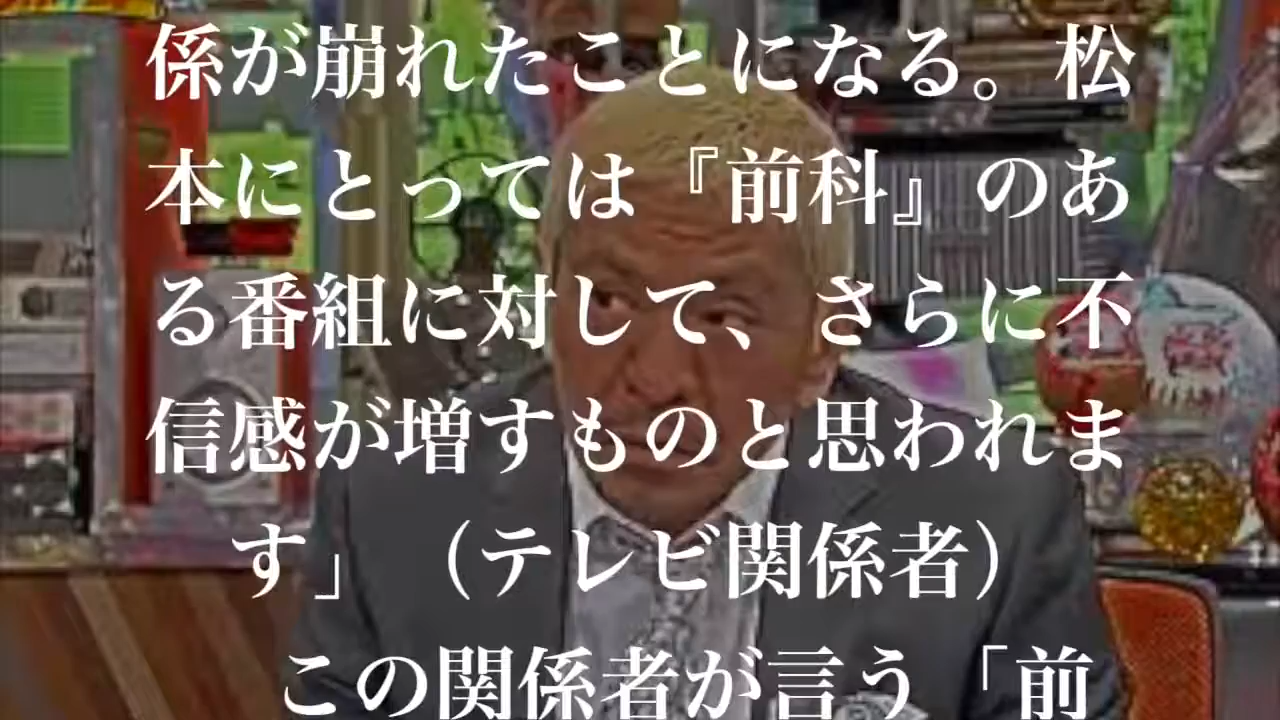 係が崩れたことになる。松
本にとっては『前科』のあ
る番組に対して、さらに不
信感が増すものと思われま
す」（テレビ関係者）
この関係者が言う「前